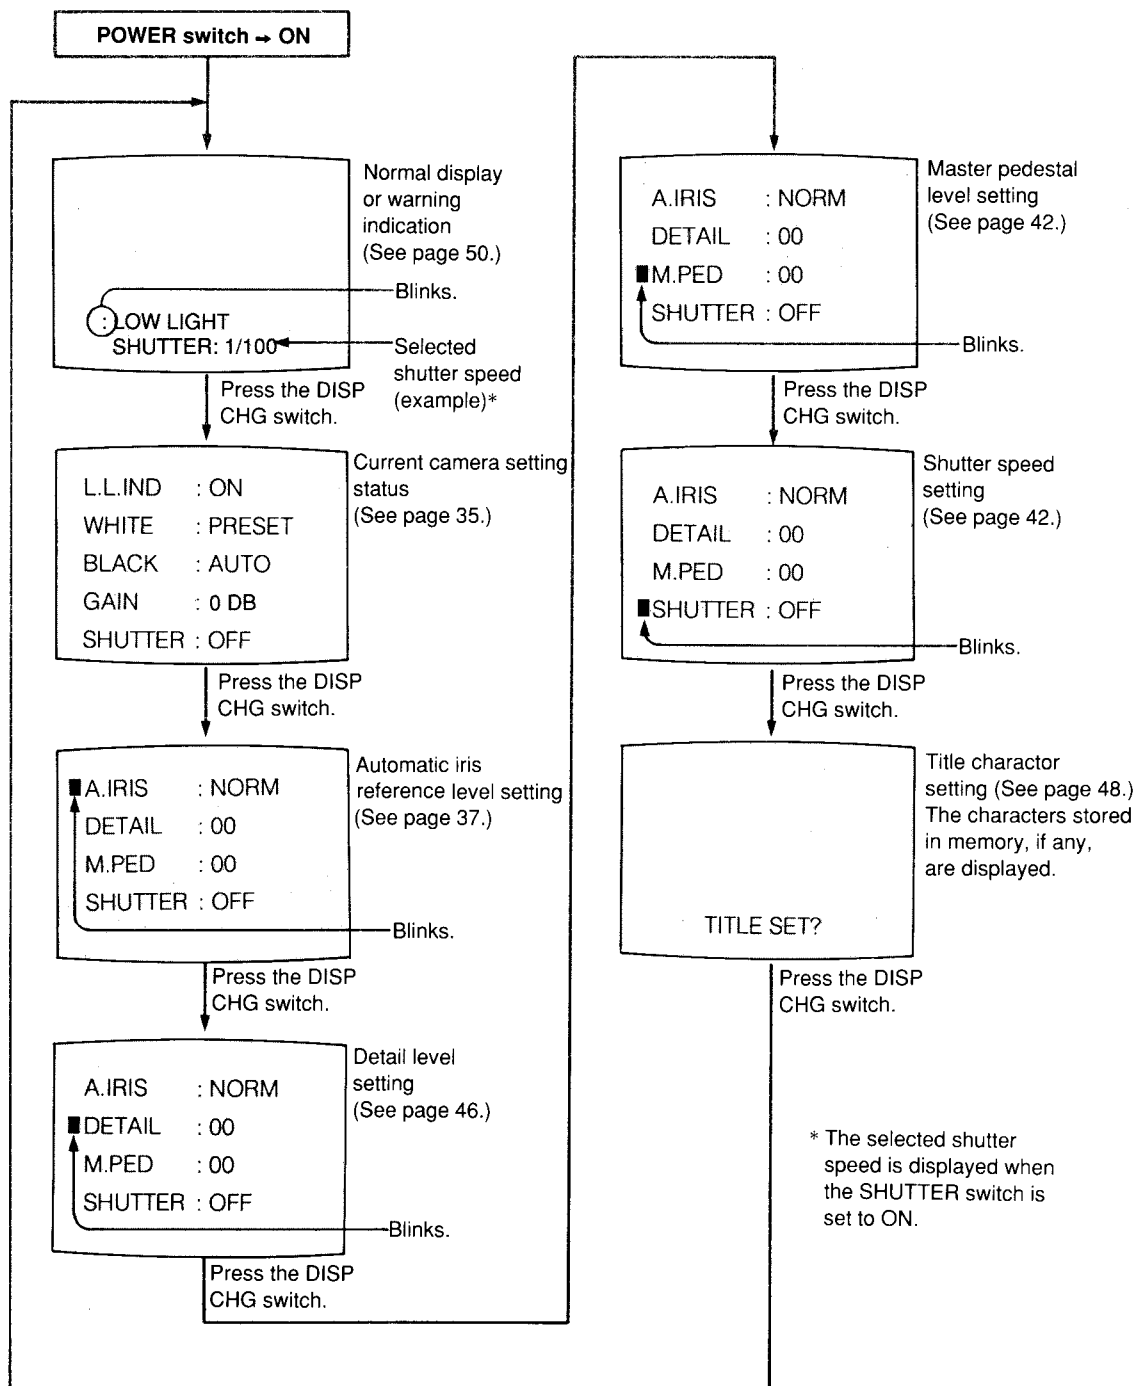 POWER switch → ON
Normal display
or warning
indication
(See page 50.)
Blinks.
:LOW LIGHT
SHUTTER: 1/100
Selected
shutter speed
(example)*
Press the DISP
CHG switch.
Current camera setting
status
(See page 35.)
L.L.IND : ON
WHITE : PRESET
BLACK : AUTO
GAIN : 0 DB
SHUTTER : OFF
Press the DISP
CHG switch.
Automatic iris
reference level setting
(See page 37.)
A.IRIS : NORM
DETAIL : 00
M.PED : 00
SHUTTER : OFF
Blinks.
Press the DISP
CHG switch.
Detail level
setting
(See page 46.)
A.IRIS : NORM
DETAIL : 00
M.PED : 00
SHUTTER : OFF
Blinks.
Press the DISP
CHG switch.
Master pedestal
level setting
(See page 42.)
A.IRIS : NORM
DETAIL : 00
M.PED : 00
SHUTTER : OFF
Blinks.
Press the DISP
CHG switch.
Shutter speed
setting
(See page 42.)
A.IRIS : NORM
DETAIL : 00
M.PED : 00
SHUTTER : OFF
Blinks.
Press the DISP
CHG switch.
Title charactor
setting (See page 48.)
The characters stored
in memory, if any,
are displayed.
TITLE SET?
Press the DISP
CHG switch.
* The selected shutter
speed is displayed when
the SHUTTER switch is
set to ON.